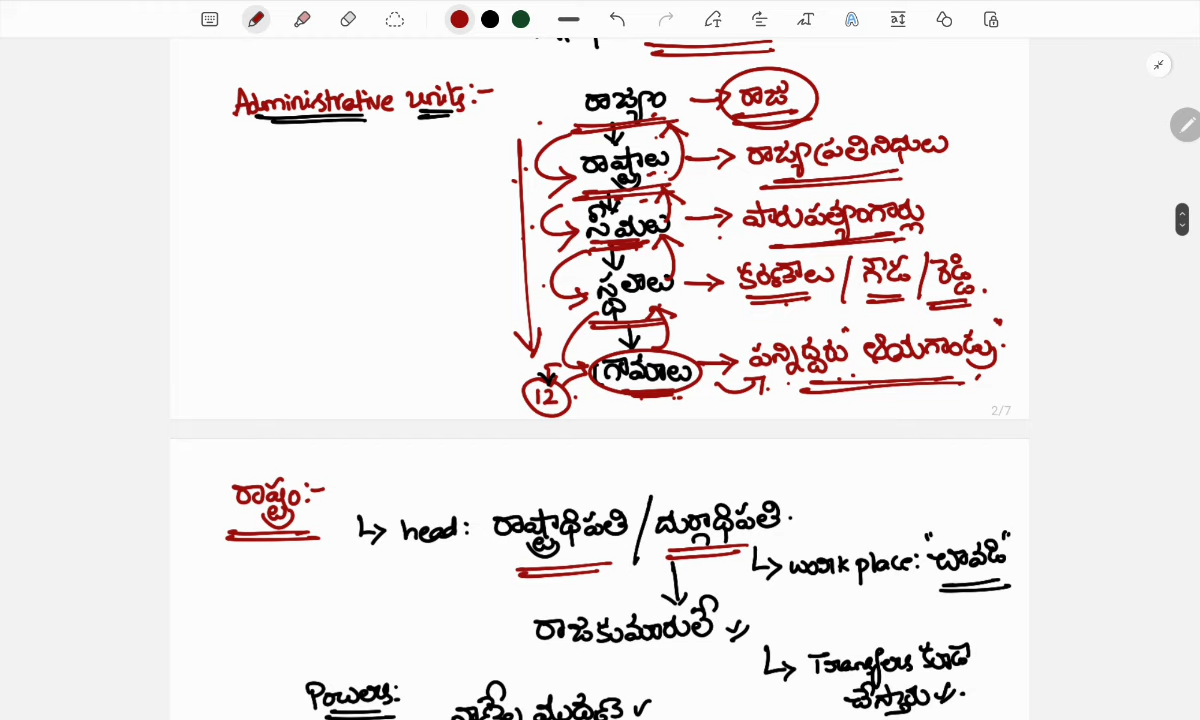 Administrative units:-
రాజ్యం → రాజు
రాష్ట్రాలు → రాజ్య ప్రతినిధులు
సీమలు → పారుపత్యంగార్లు
స్థలాలు → కరణాలు / గౌడ / రెడ్డి.
12 గ్రామాలు → పన్నిద్దరు "ఆయగాండ్రు"
2/7
రాష్ట్రం:-
↳ head: రాష్ట్రాధిపతి / దుర్గాధిపతి.
↳ work place: "చావడి"
రాజకుమారులే ✓
↳ Transfers కూడా చేస్తారు ✓.
Powers:
నాణేల ముద్రణ ✓